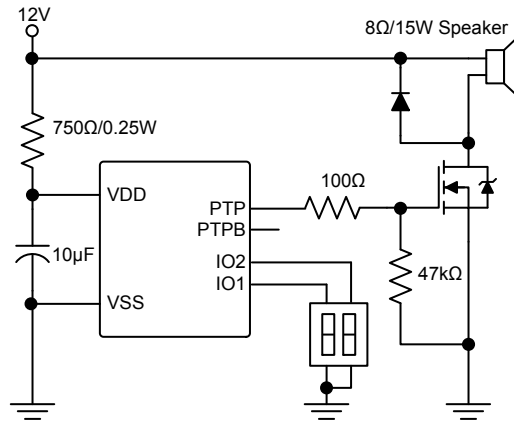 12V
8Ω/15W Speaker
750Ω/0.25W
VDD
PTP
100Ω
PTPB
10μF
IO2
IO1
47kΩ
VSS